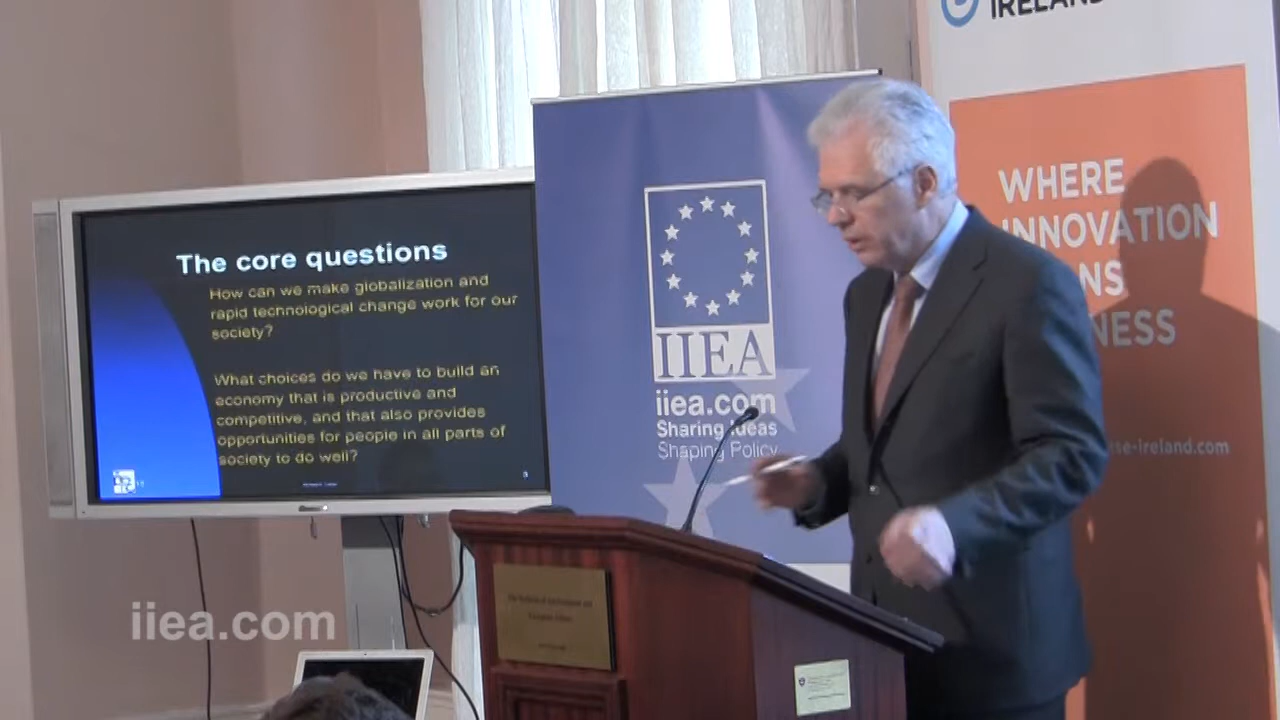 The core questions
How can we make globalization and
rapid technological change work for our
society?
What choices do we have to build an
economy that is productive and
competitive, and that also provides
opportunities for people in all parts of
society to do well?
IIEA
iiea.com
Sharing Ideas
Shaping Policy
IRELAND
WHERE
INNOVATION
NS
NESS
se-ireland.com
iiea.com